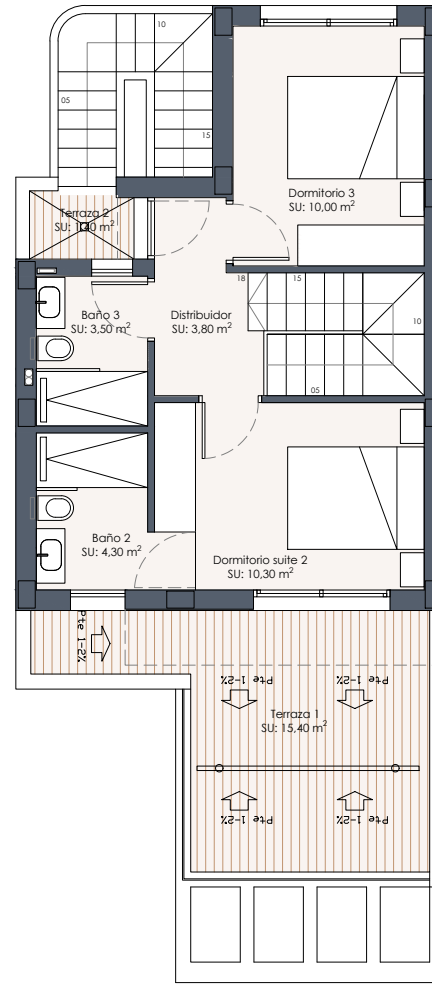 10
05
15
Dormitorio 3
SU: 10,00 m²
Terraza 2
SU: 1,40 m²
Baño 3
SU: 3,50 m²
Distribuidor
SU: 3,80 m²
18
15
10
05
Baño 2
SU: 4,30 m²
Dormitorio suite 2
SU: 10,30 m²
Pte 1-2%
Pte 1-2%
Pte 1-2%
Terraza 1
SU: 15,40 m²
Pte 1-2%
Pte 1-2%